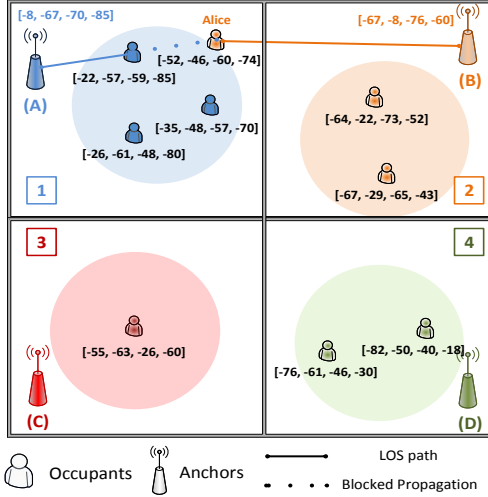 [-8, -67, -70, -85]
Alice
[-67, -8, -76, -60]
[-52, -46, -60, -74]
(A)
[-22, -57, -59, -85]
(B)
[-64, -22, -73, -52]
[-35, -48, -57, -70]
[-26, -61, -48, -80]
[-67, -29, -65, -43]
1
2
3
4
[-55, -63, -26, -60]
[-82, -50, -40, -18]
[-76, -61, -46, -30]
(C)
(D)
Occupants
Anchors
LOS path
Blocked Propagation